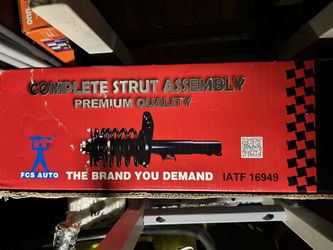 COMPLETE STRUT ASSEMBLY
PREMIUM QUALITY
FCS AUTO
THE BRAND YOU DEMAND
IATF 16949